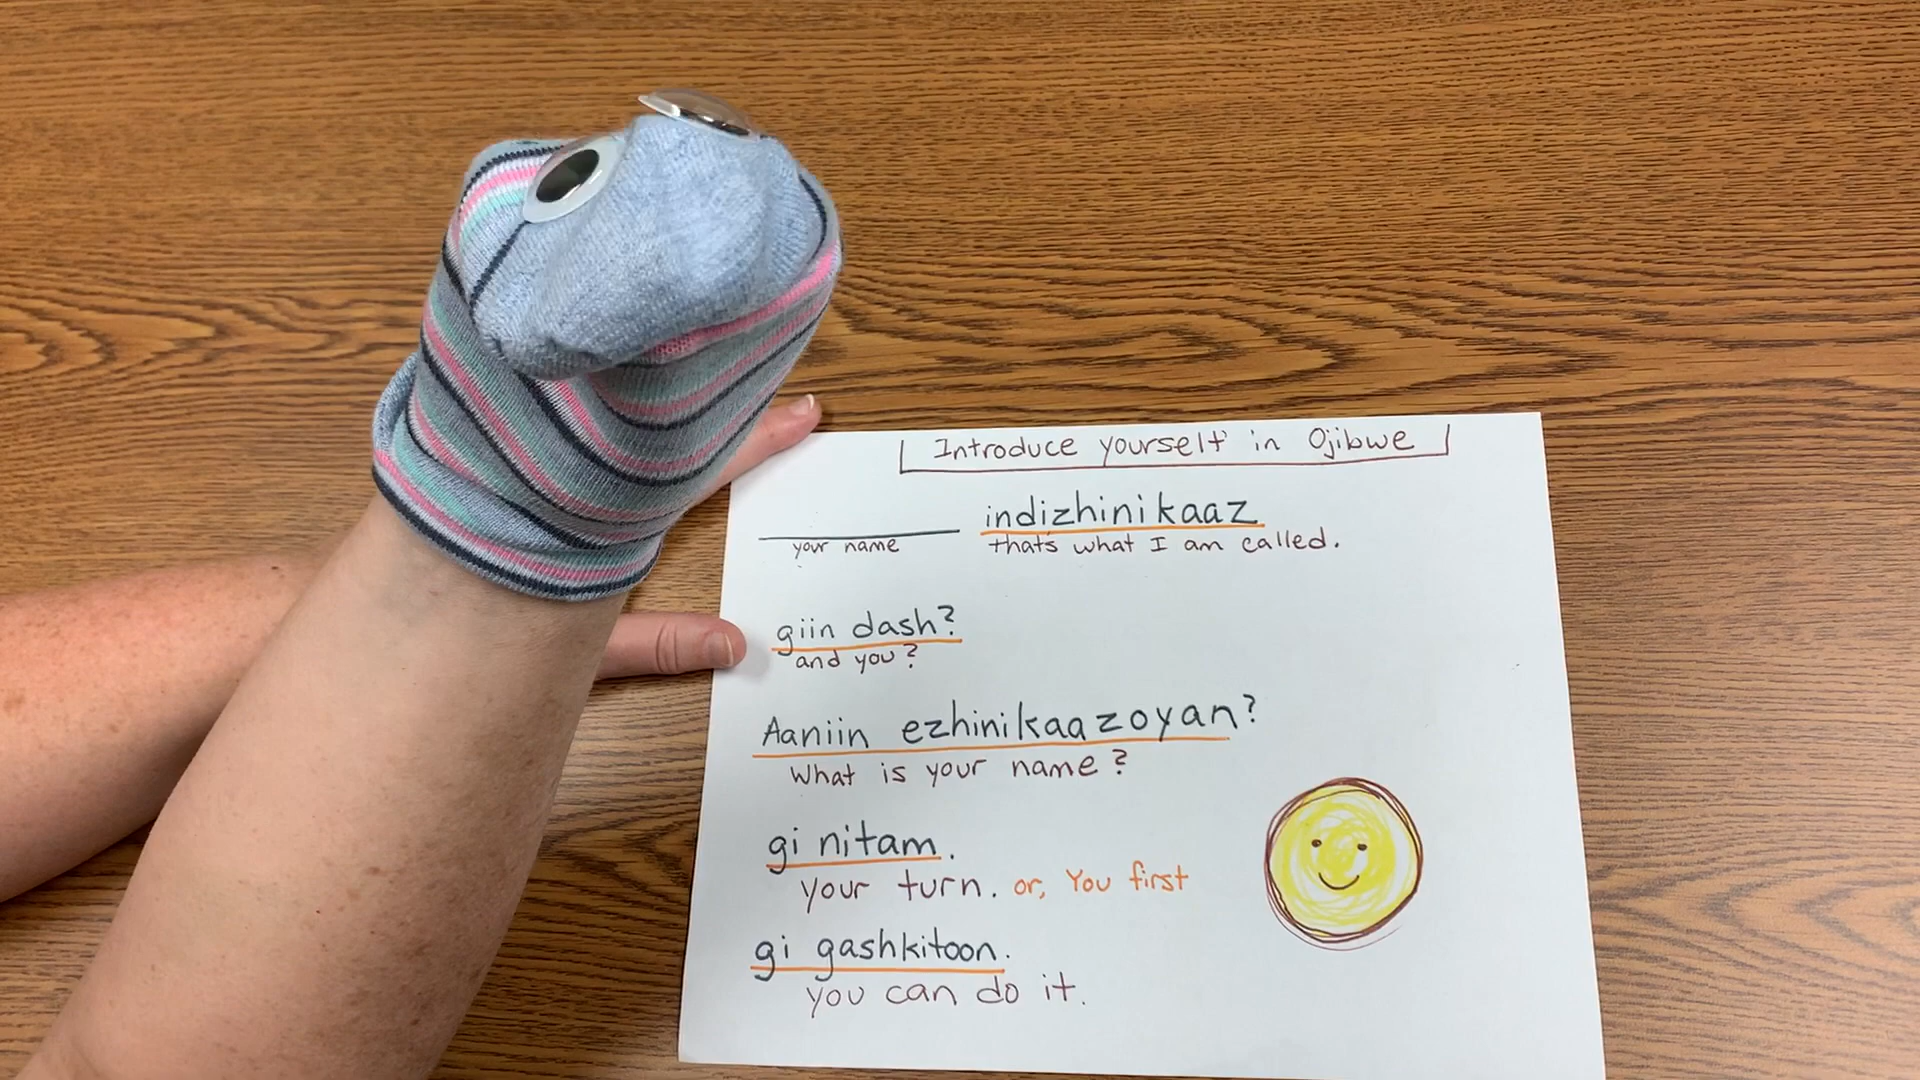 Introduce yourself in Ojibwe
indizhinikaaz
your name that's what I am called.
giin dash?
and you?
Aaniin ezhinikaazoyan?
What is your name?
gi nitam.
your turn. or, You first
gi gashkitoon.
you can do it.